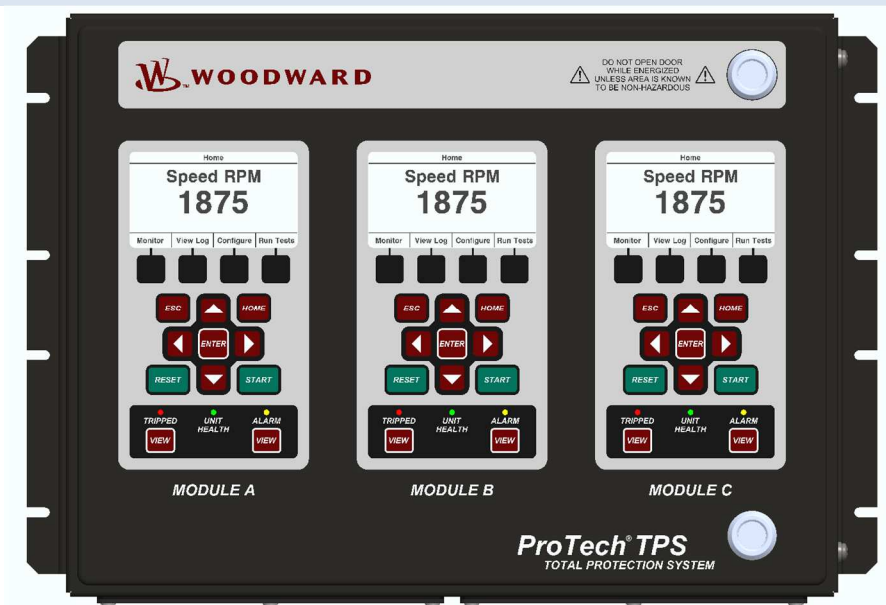 WOODWARD
DO NOT OPEN DOOR
WHILE ENERGIZED
UNLESS AREA IS KNOWN
TO BE NON-HAZARDOUS
Home
Speed RPM
1875
Monitor View Log Configure Run Tests
ESC HOME
ENTER
RESET START
TRIPPED UNIT HEALTH ALARM
VIEW VIEW
MODULE A
Home
Speed RPM
1875
Monitor View Log Configure Run Tests
ESC HOME
ENTER
RESET START
TRIPPED UNIT HEALTH ALARM
VIEW VIEW
MODULE B
Home
Speed RPM
1875
Monitor View Log Configure Run Tests
ESC HOME
ENTER
RESET START
TRIPPED UNIT HEALTH ALARM
VIEW VIEW
MODULE C
ProTech® TPS
TOTAL PROTECTION SYSTEM